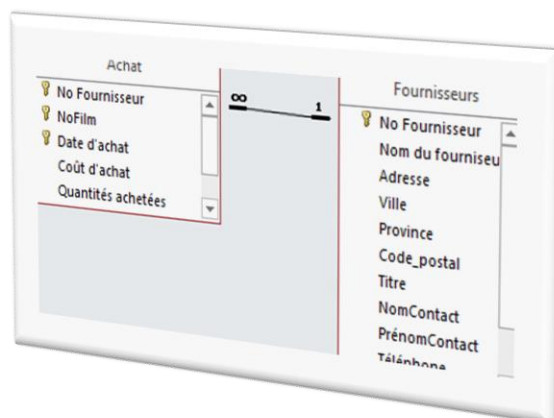 Achat
No Fournisseur
NoFilm
Date d'achat
Coût d'achat
Quantités achetées
∞ 1
Fournisseurs
No Fournisseur
Nom du fourniseu
Adresse
Ville
Province
Code_postal
Titre
NomContact
PrénomContact
Téléphone